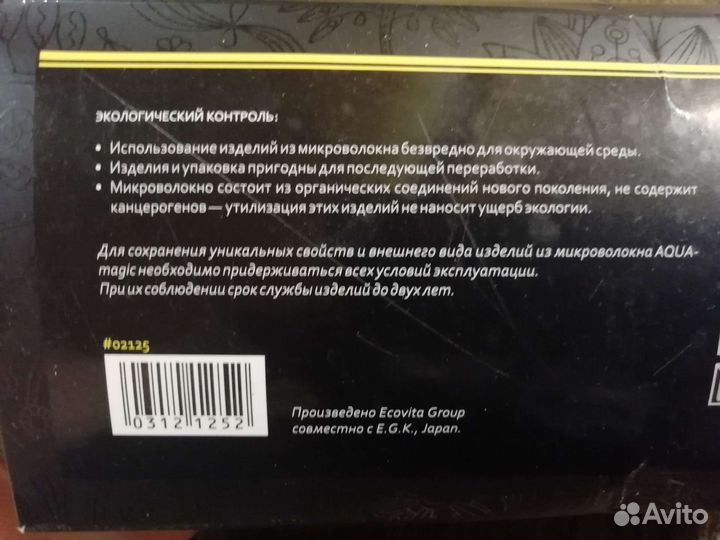 ЭКОЛОГИЧЕСКИЙ КОНТРОЛЬ:
• Использование изделий из микроволокна безвредно для окружающей среды.
• Изделия и упаковка пригодны для последующей переработки.
• Микроволокно состоит из органических соединений нового поколения, не содержит
канцерогенов — утилизация этих изделий не наносит ущерб экологии.
Для сохранения уникальных свойств и внешнего вида изделий из микроволокна AQUA-
magic необходимо придерживаться всех условий эксплуатации.
При их соблюдении срок службы изделий до двух лет.
#02125
0312 1252
Произведено Ecovita Group
совместно с E.G.K., Japan.
Avito